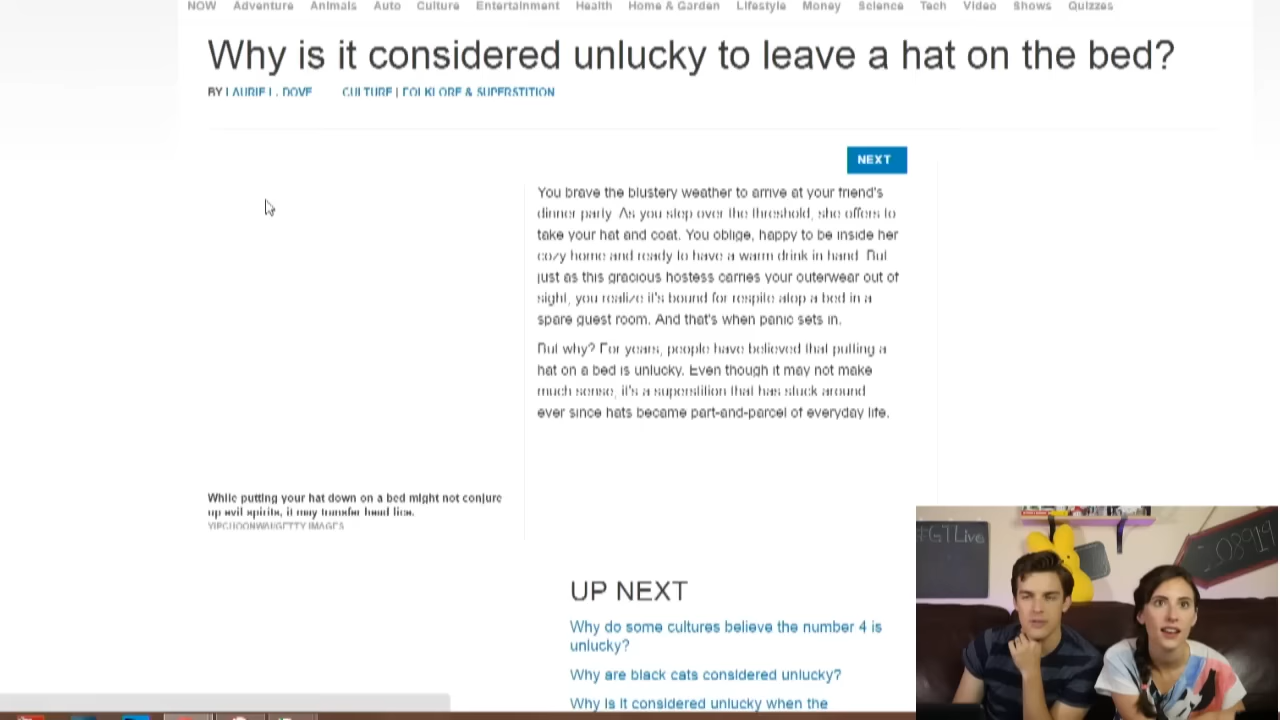 NOW Adventure Animals Auto Culture Entertainment Health Home & Garden Lifestyle Money Science Tech Video Shows Quizzes
Why is it considered unlucky to leave a hat on the bed?
BY LAURIE L. DOVE CULTURE | FOLKLORE & SUPERSTITION
NEXT
You brave the blustery weather to arrive at your friend's
dinner party. As you step over the threshold, she offers to
take your hat and coat. You oblige, happy to be inside her
cozy home and ready to have a warm drink in hand. But
just as this gracious hostess carries your outerwear out of
sight, you realize it's bound for respite atop a bed in a
spare guest room. And that's when panic sets in.
But why? For years, people have believed that putting a
hat on a bed is unlucky. Even though it may not make
much sense, it's a superstition that has stuck around
ever since hats became part-and-parcel of everyday life.
While putting your hat down on a bed might not conjure
up evil spirits, it may transfer head lice.
IMAGES
UP NEXT
Why do some cultures believe the number 4 is
unlucky?
Why are black cats considered unlucky?
Why is it considered unlucky when the
#GTLive
03919